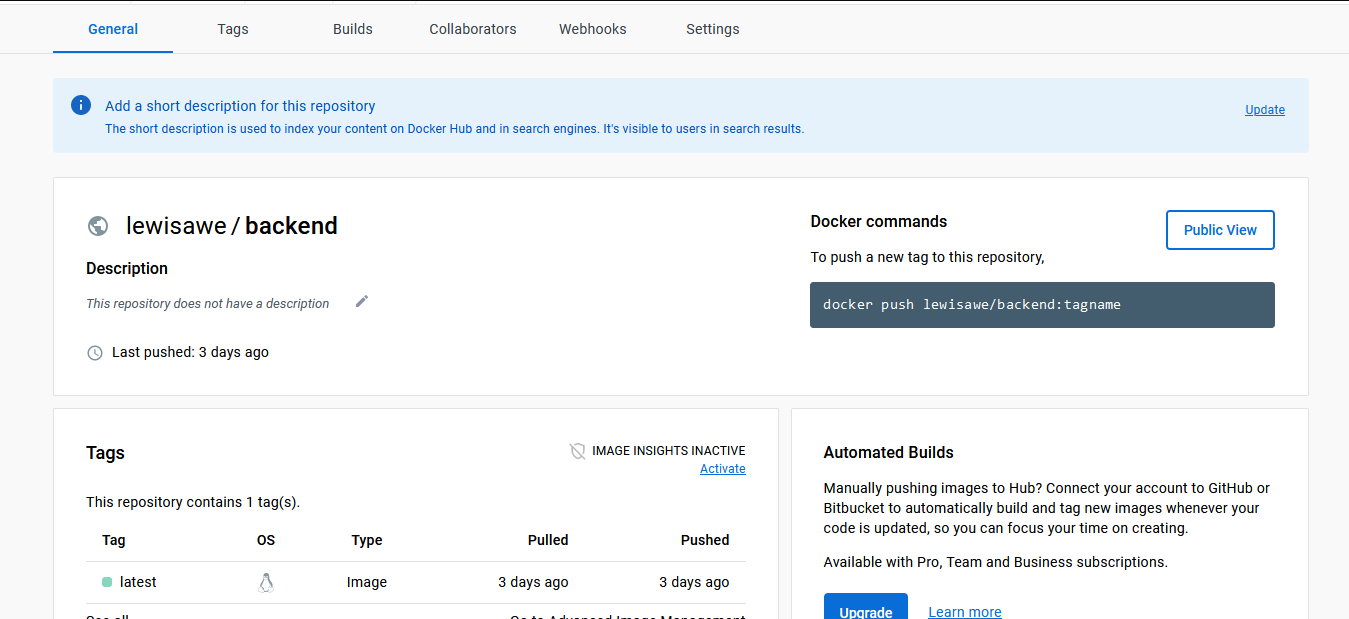 General Tags Builds Collaborators Webhooks Settings
Add a short description for this repository
The short description is used to index your content on Docker Hub and in search engines. It's visible to users in search results.
Update
lewisawe / backend
Description
This repository does not have a description
Last pushed: 3 days ago
Docker commands
Public View
To push a new tag to this repository,
docker push lewisawe/backend:tagname
Tags
IMAGE INSIGHTS INACTIVE
Activate
This repository contains 1 tag(s).
Tag OS Type Pulled Pushed
latest Image 3 days ago 3 days ago
See all Go to Advanced Image Management
Automated Builds
Manually pushing images to Hub? Connect your account to GitHub or
Bitbucket to automatically build and tag new images whenever your
code is updated, so you can focus your time on creating.
Available with Pro, Team and Business subscriptions.
Upgrade Learn more